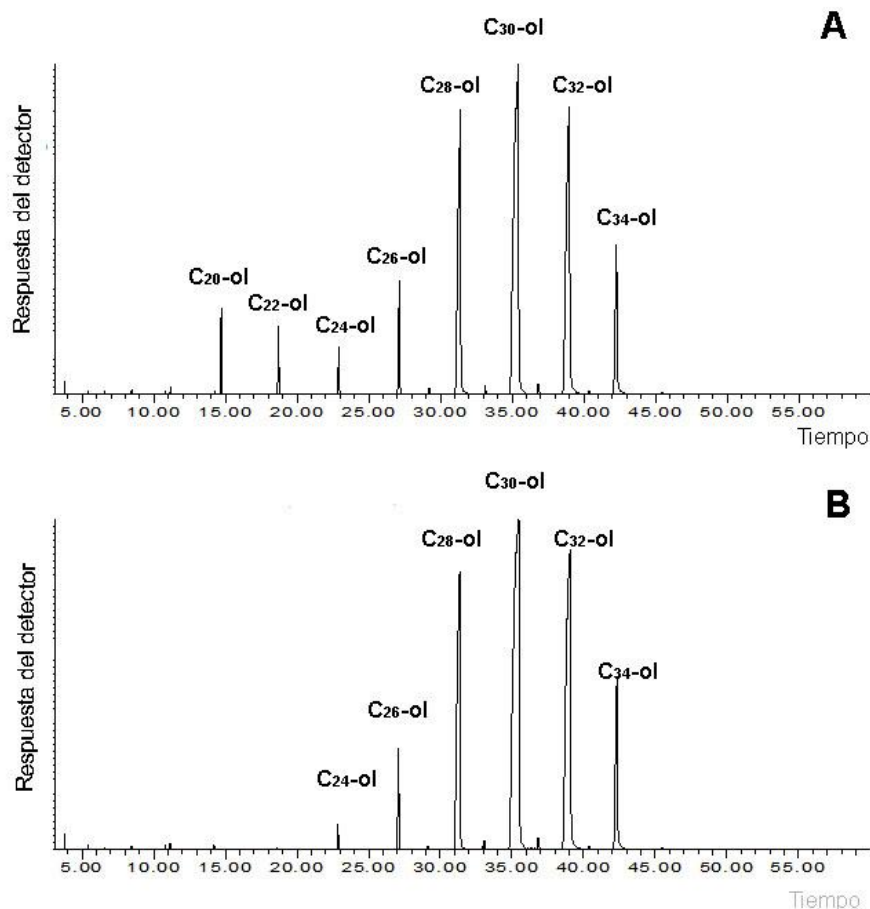 A
C30-ol
C28-ol
C32-ol
C34-ol
C26-ol
C20-ol
C22-ol
C24-ol
Respuesta del detector
5.00 10.00 15.00 20.00 25.00 30.00 35.00 40.00 45.00 50.00 55.00
Tiempo
B
C30-ol
C28-ol
C32-ol
C34-ol
C26-ol
C24-ol
Respuesta del detector
5.00 10.00 15.00 20.00 25.00 30.00 35.00 40.00 45.00 50.00 55.00
Tiempo